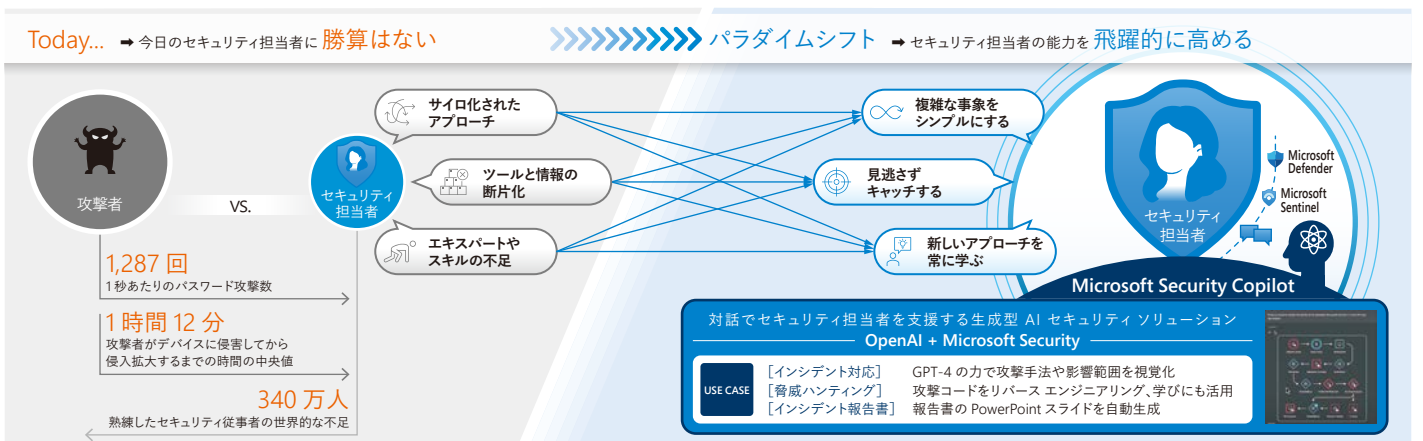 Today... ➡ 今日のセキュリティ担当者に 勝算はない
パラダイムシフト ➡ セキュリティ担当者の能力を 飛躍的に高める
攻撃者
VS.
セキュリティ
担当者
サイロ化された
アプローチ
ツールと情報の
断片化
エキスパートや
スキルの不足
1,287 回
1秒あたりのパスワード攻撃数
1 時間 12 分
攻撃者がデバイスに侵害してから
侵入拡大するまでの時間の中央値
340 万人
熟練したセキュリティ従事者の世界的な不足
複雑な事象を
シンプルにする
見逃さず
キャッチする
新しいアプローチを
常に学ぶ
セキュリティ
担当者
Microsoft
Defender
Microsoft
Sentinel
Microsoft Security Copilot
対話でセキュリティ担当者を支援する生成型 AI セキュリティ ソリューション
OpenAI + Microsoft Security
USE CASE
［インシデント対応］ GPT-4 の力で攻撃手法や影響範囲を視覚化
［脅威ハンティング］ 攻撃コードをリバース エンジニアリング、学びにも活用
［インシデント報告書］ 報告書の PowerPoint スライドを自動生成